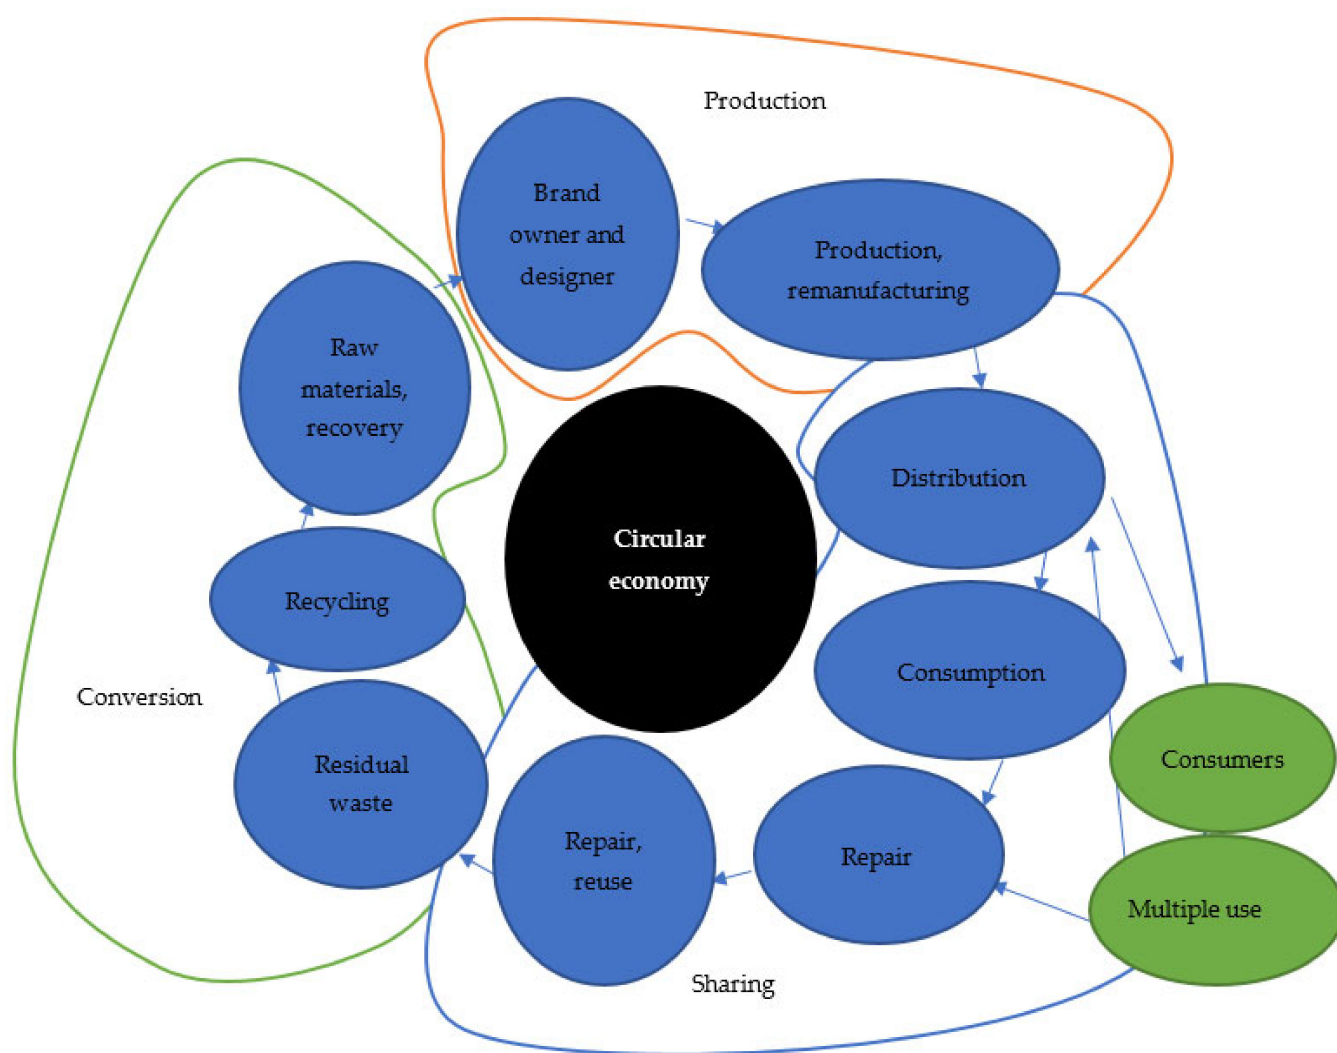 Production
Brand
owner and
designer
Production,
remanufacturing
Raw
materials,
recovery
Distribution
Circular
economy
Recycling
Consumption
Conversion
Consumers
Residual
waste
Repair,
reuse
Repair
Multiple use
Sharing